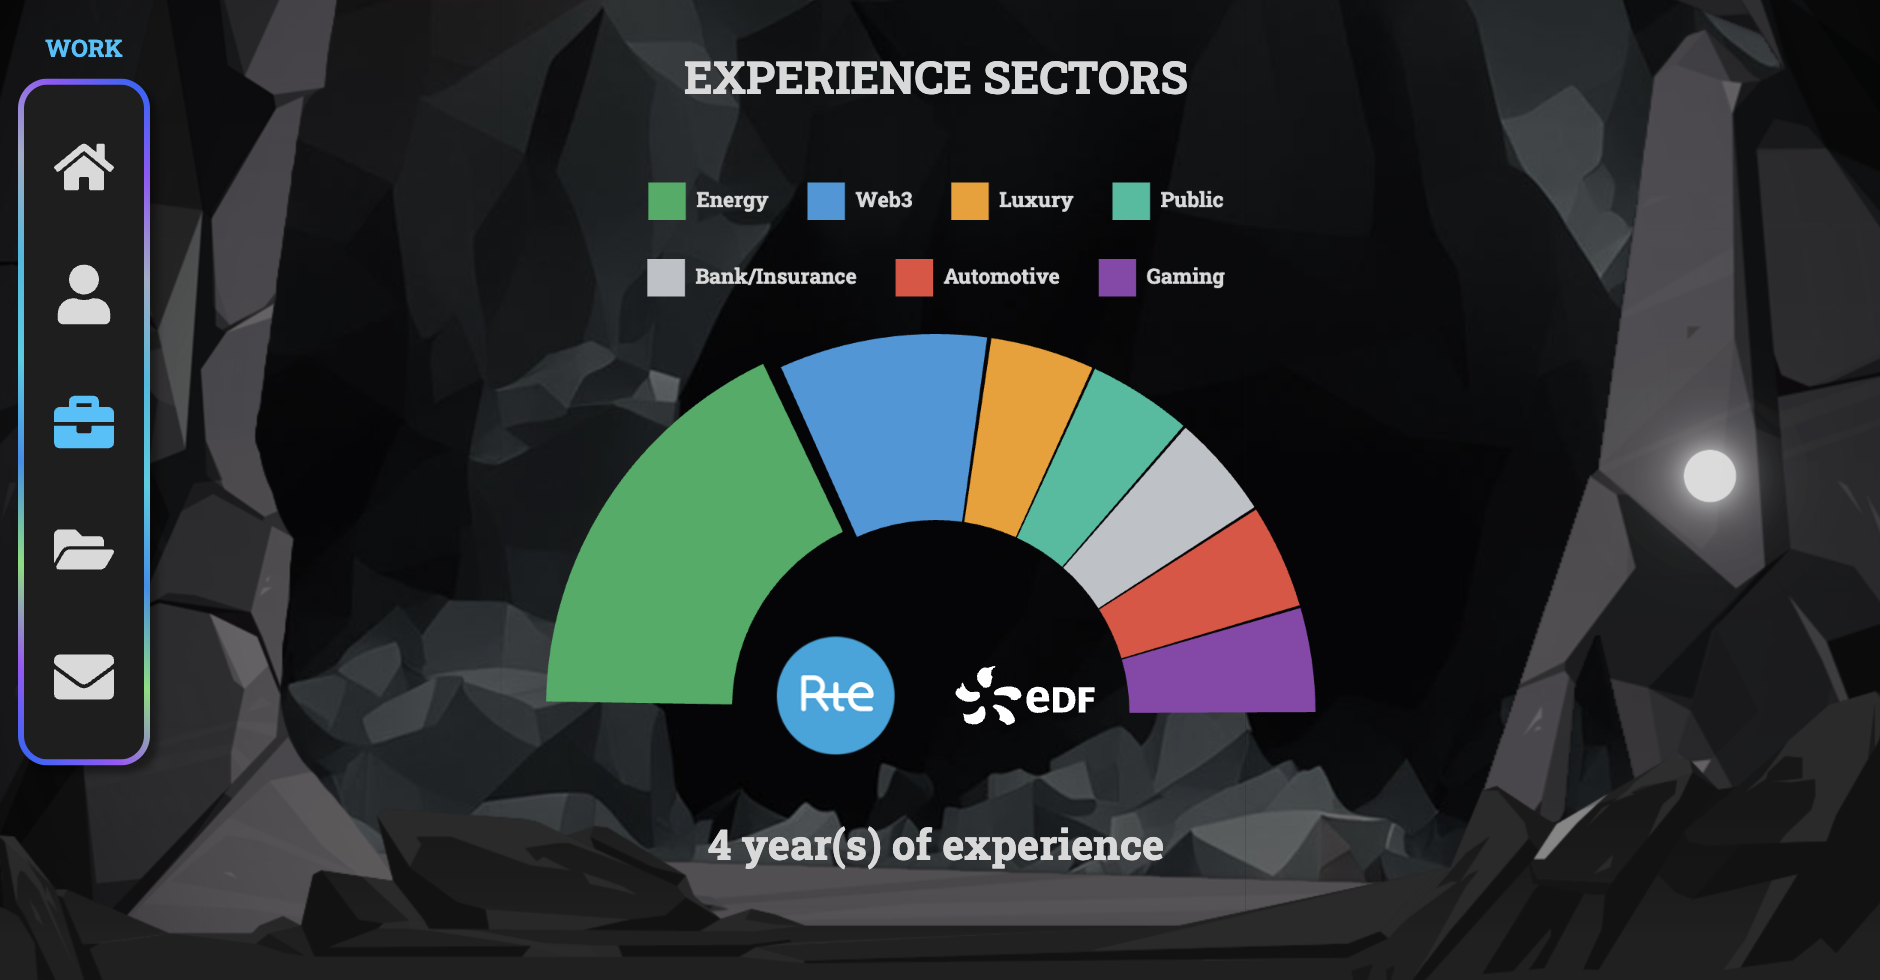 WORK
EXPERIENCE SECTORS
Energy Web3 Luxury Public
Bank/Insurance Automotive Gaming
Rte eDF
4 year(s) of experience